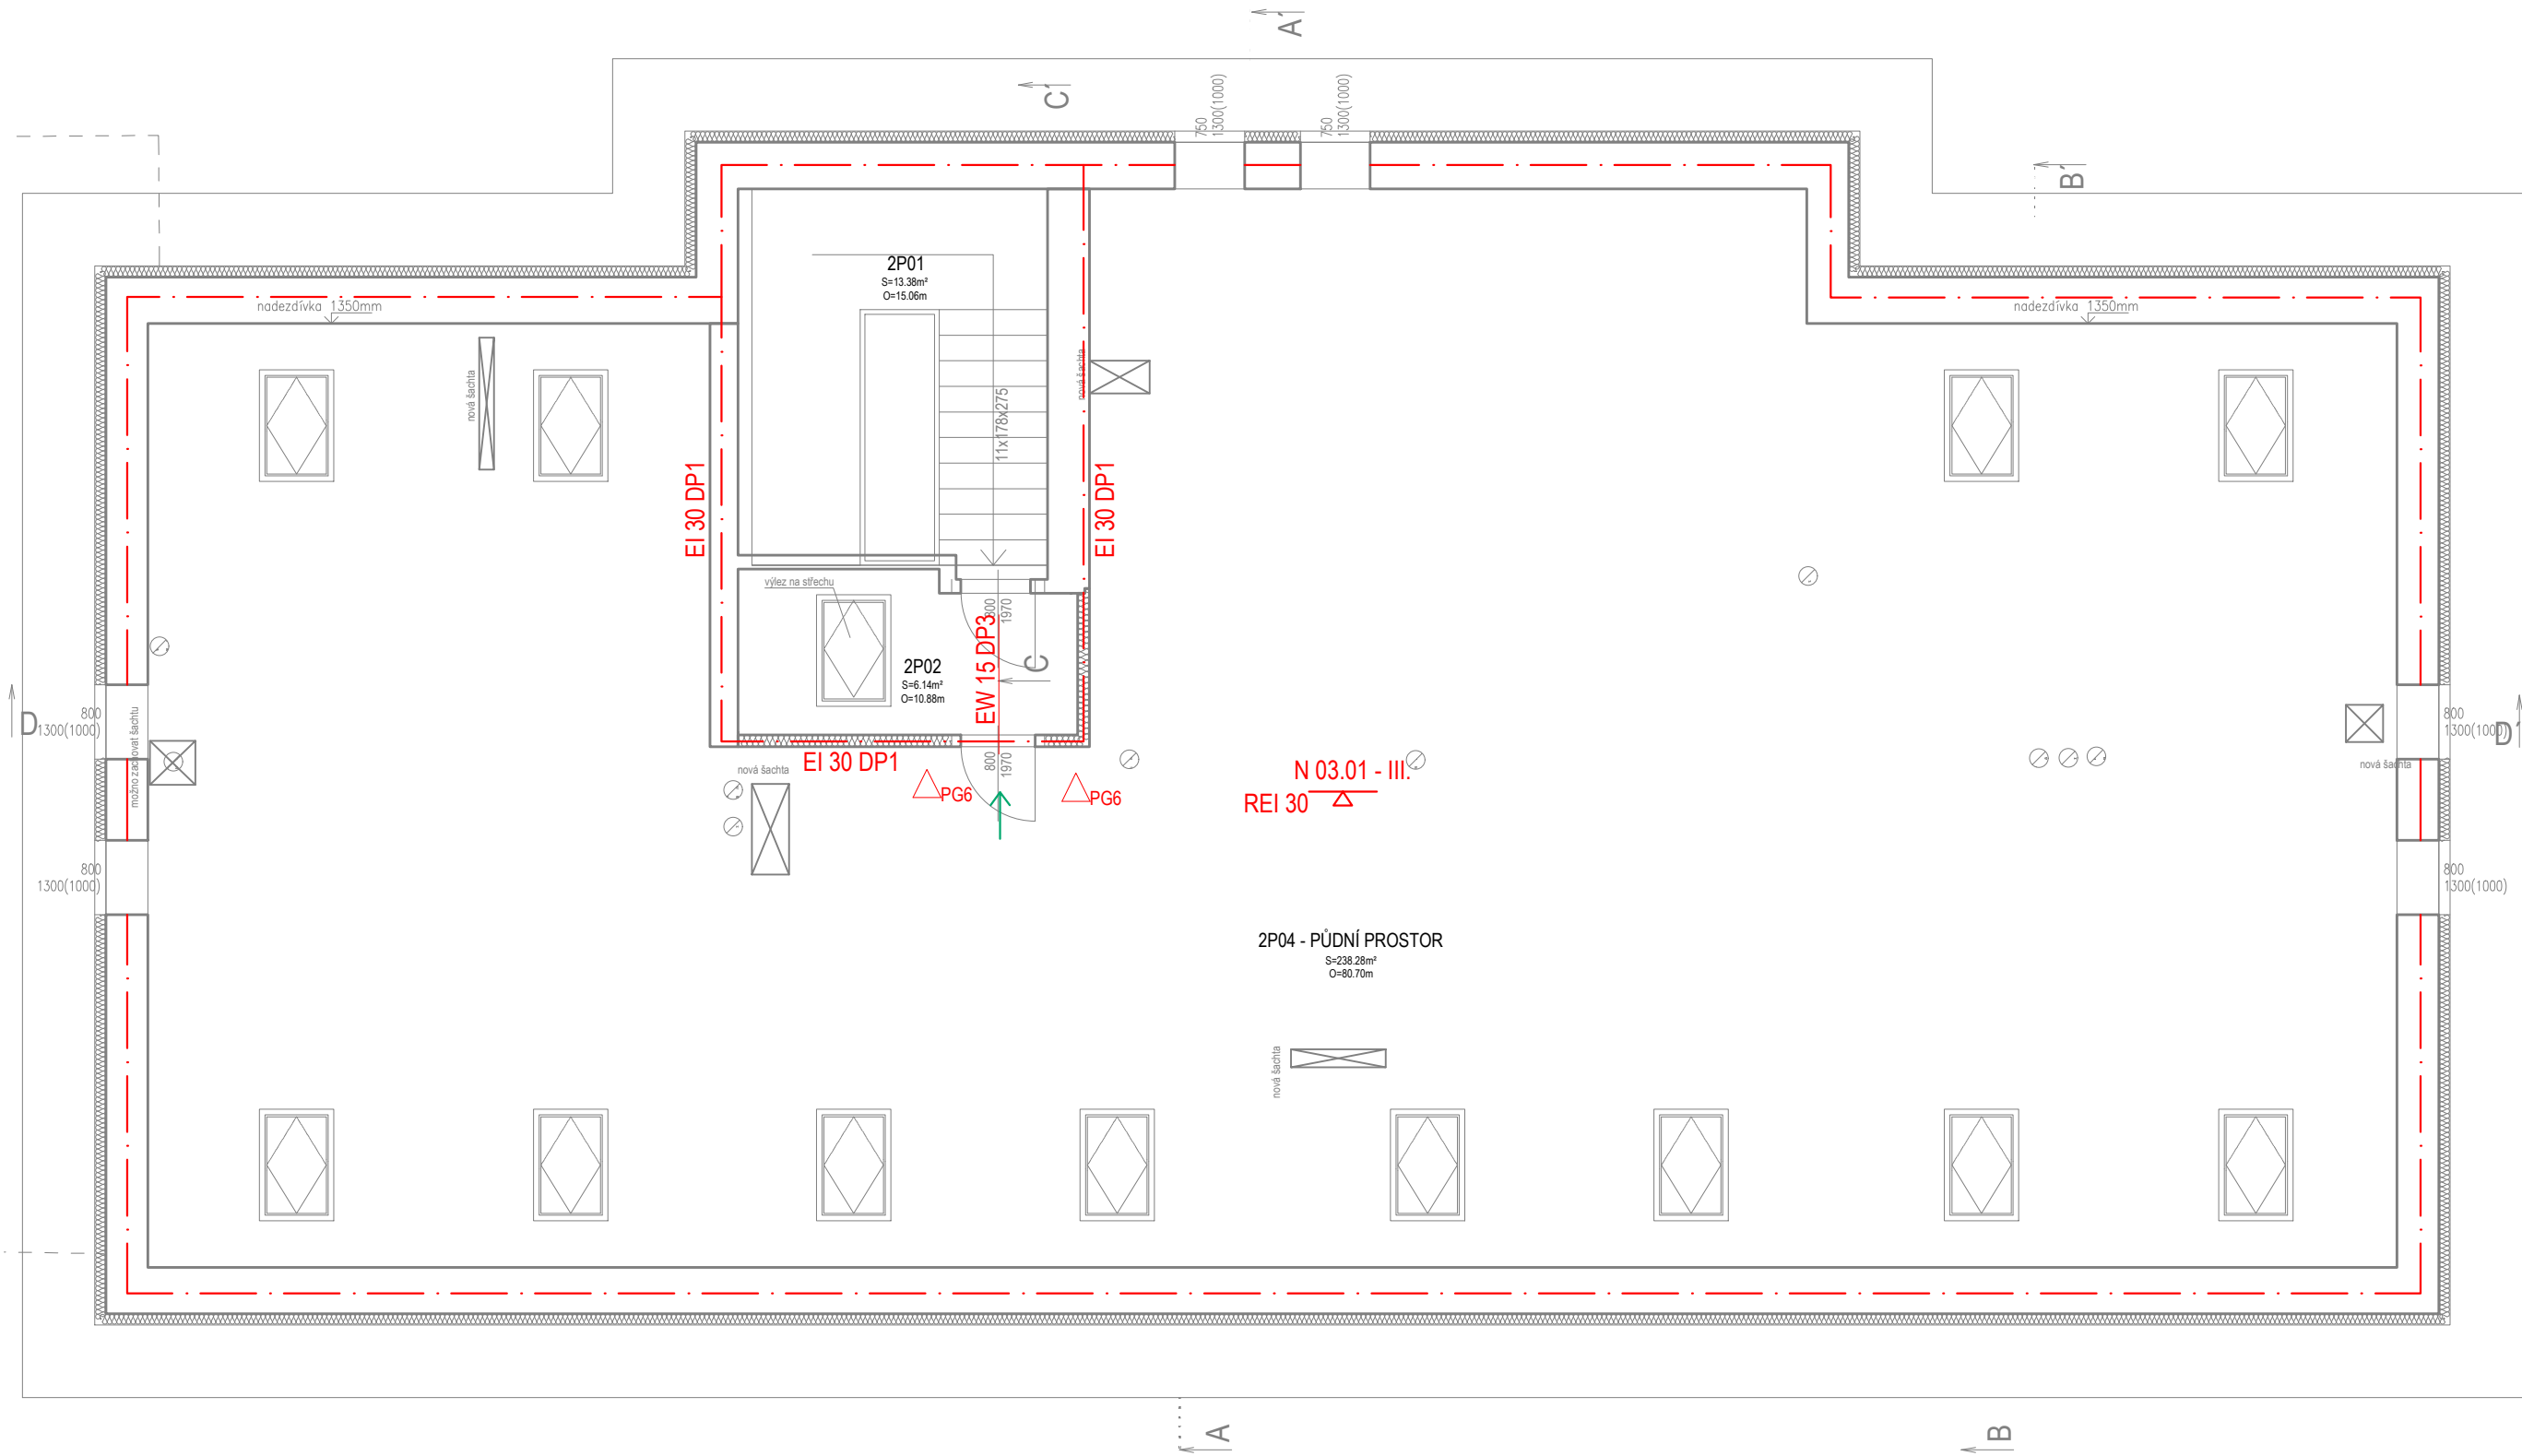 A'
C'
750
1300(1000)
750
1300(1000)
B'
2P01
S=13.38m²
O=15.06m
nadezdívka 1350mm
nadezdívka 1350mm
nová šachta
nová šachta
11x178x275
EI 30 DP1
EI 30 DP1
výlez na střechu
800
1970
EW 15 DP3
C
2P02
S=6.14m²
O=10.88m
D
800
1300(1000)
možno zachovat šachtu
800
1300(1000)
D'
nová šachta
EI 30 DP1
nová šachta
800
1970
PG6
PG6
N 03.01 - III.
REI 30
800
1300(1000)
800
1300(1000)
2P04 - PŮDNÍ PROSTOR
S=238.28m²
O=80.70m
nová šachta
A
B